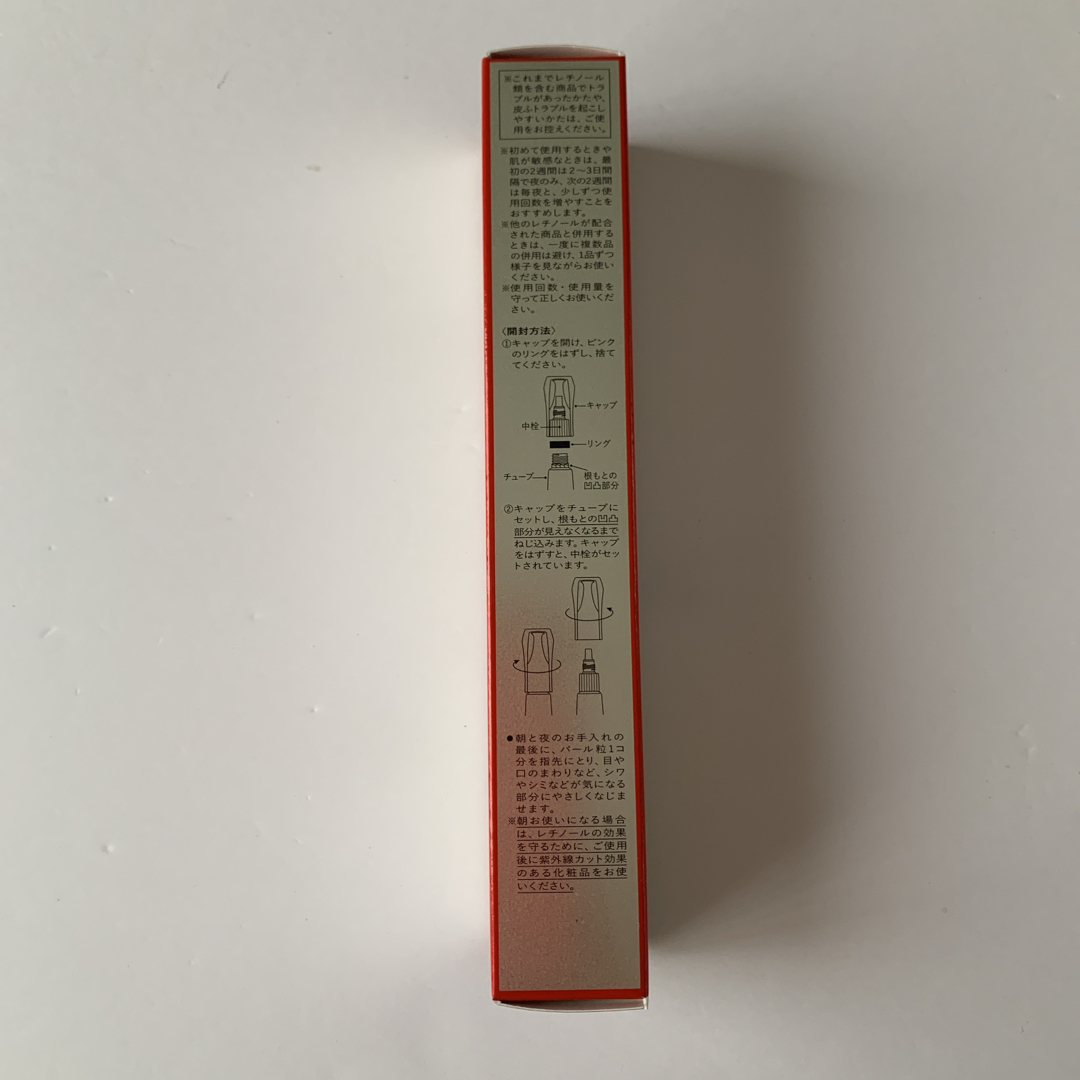 ※これまでレチノール
類を含む商品でトラ
ブルがあったかたや、
皮ふトラブルを起こし
やすいかたは、ご使
用をお控えください。
※初めて使用するときや
肌が敏感なときは、最
初の2週間は2〜3日間
隔で夜のみ、次の2週間
は毎夜と、少しずつ使
用回数を増やすことを
おすすめします。
※他のレチノールが配合
された商品と併用する
ときは、一度に複数品
の併用は避け、1品ずつ
様子を見ながらお使い
ください。
※使用回数・使用量を
守って正しくお使いくだ
さい。
〈開封方法〉
①キャップを開け、ピンク
のリングをはずし、捨て
てください。
キャップ
中栓
リング
チューブ
根もとの
凹凸部分
②キャップをチューブに
セットし、根もとの凹凸
部分が見えなくなるまで
ねじ込みます。キャップ
をはずすと、中栓がセッ
トされています。
●朝と夜のお手入れの
最後に、パール粒1コ
分を指先にとり、目や
口のまわりなど、シワ
やシミなどが気になる
部分にやさしくなじま
せます。
※朝お使いになる場合
は、レチノールの効果
を守るために、ご使用
後に紫外線カット効果
のある化粧品をお使
いください。